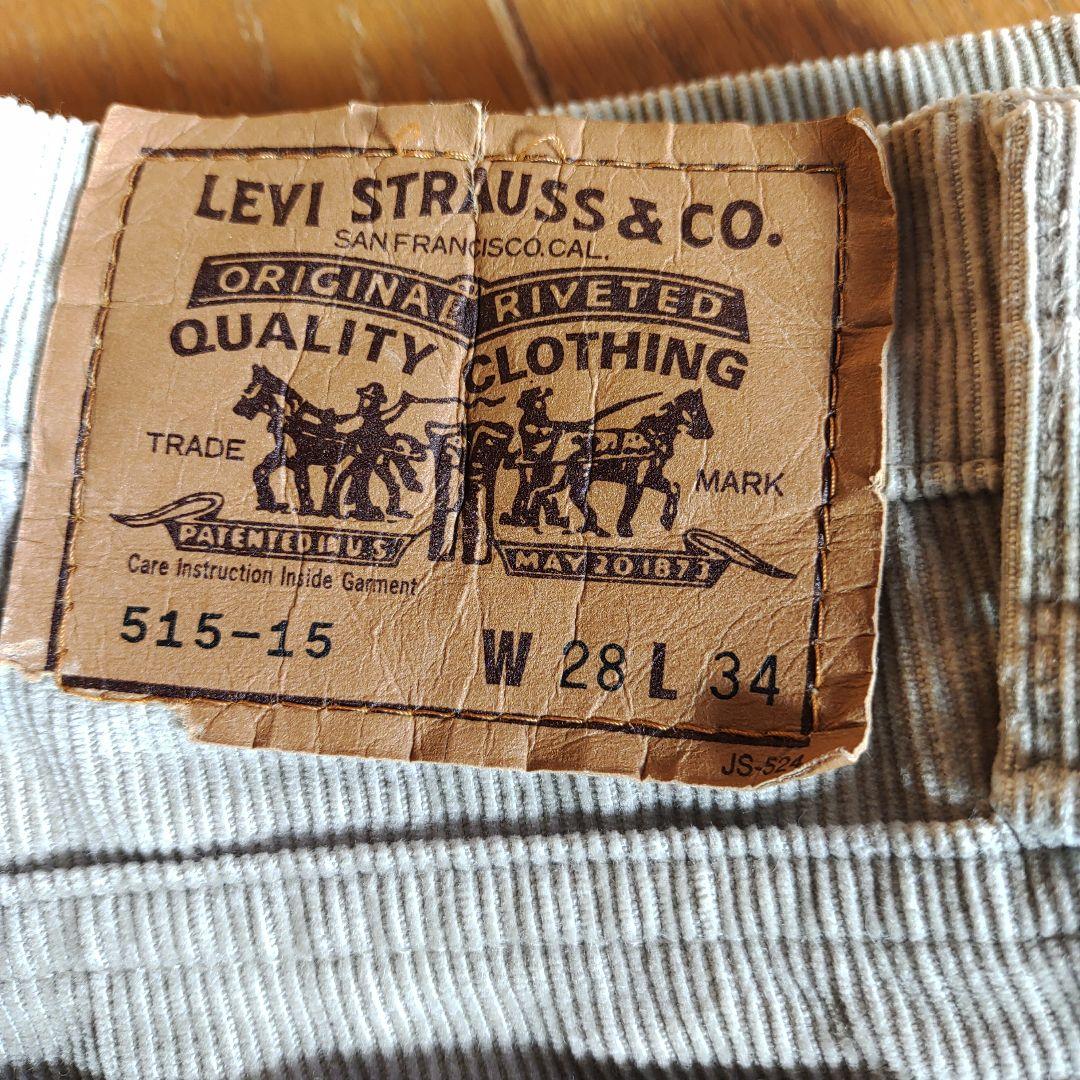 LEVI STRAUSS & CO.
SAN FRANCISCO. CAL.
ORIGINAL RIVETED
QUALITY CLOTHING
TRADE MARK
PATENTED IN U.S.
MAY 20 1873
Care Instruction Inside Garment
515-15 W 28 L 34
JS-524